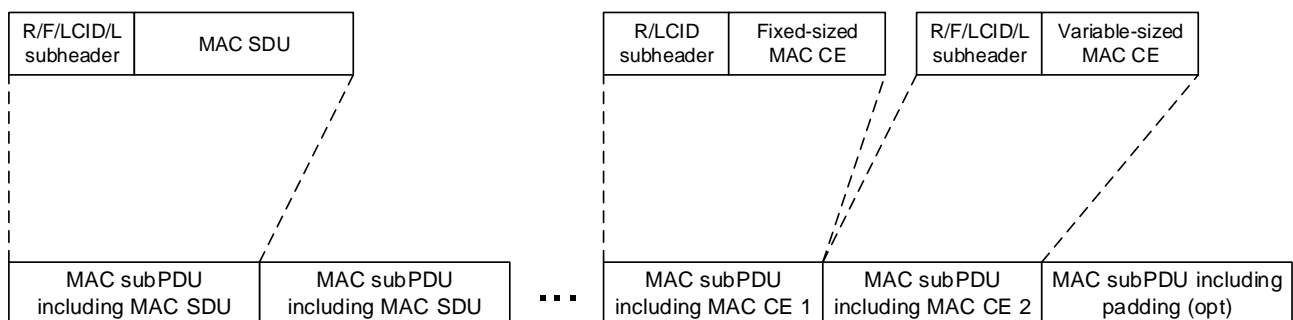 R/F/LCID/L
subheader
MAC SDU
R/LCID
subheader
Fixed-sized
MAC CE
R/F/LCID/L
subheader
Variable-sized
MAC CE
MAC subPDU
including MAC SDU
MAC subPDU
including MAC SDU
...
MAC subPDU
including MAC CE 1
MAC subPDU
including MAC CE 2
MAC subPDU including
padding (opt)